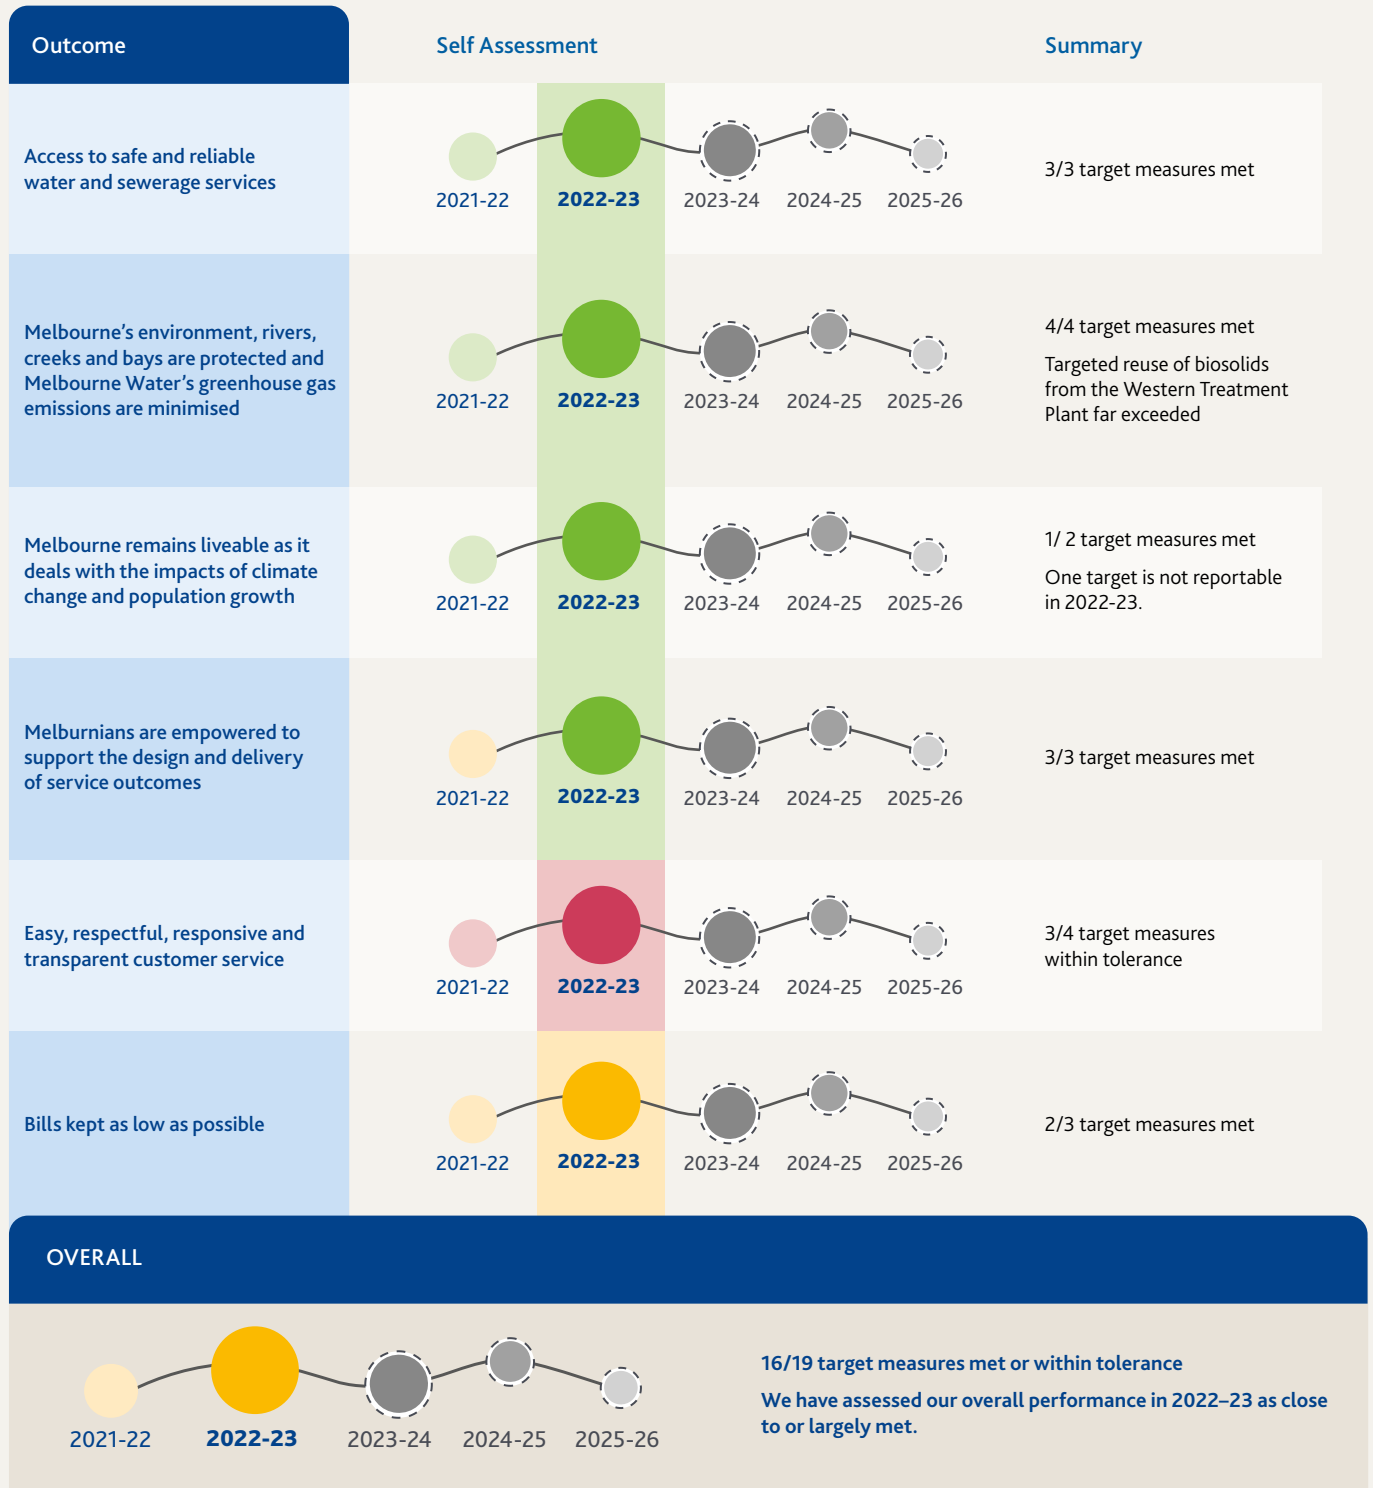 Outcome
Self Assessment
Summary
Access to safe and reliable
water and sewerage services
2021-22
2022-23
2023-24
2024-25
2025-26
3/3 target measures met
Melbourne’s environment, rivers,
creeks and bays are protected and
Melbourne Water’s greenhouse gas
emissions are minimised
2021-22
2022-23
2023-24
2024-25
2025-26
4/4 target measures met
Targeted reuse of biosolids
from the Western Treatment
Plant far exceeded
Melbourne remains liveable as it
deals with the impacts of climate
change and population growth
2021-22
2022-23
2023-24
2024-25
2025-26
1/ 2 target measures met
One target is not reportable
in 2022-23.
Melburnians are empowered to
support the design and delivery
of service outcomes
2021-22
2022-23
2023-24
2024-25
2025-26
3/3 target measures met
Easy, respectful, responsive and
transparent customer service
2021-22
2022-23
2023-24
2024-25
2025-26
3/4 target measures
within tolerance
Bills kept as low as possible
2021-22
2022-23
2023-24
2024-25
2025-26
2/3 target measures met
OVERALL
2021-22
2022-23
2023-24
2024-25
2025-26
16/19 target measures met or within tolerance
We have assessed our overall performance in 2022–23 as close
to or largely met.